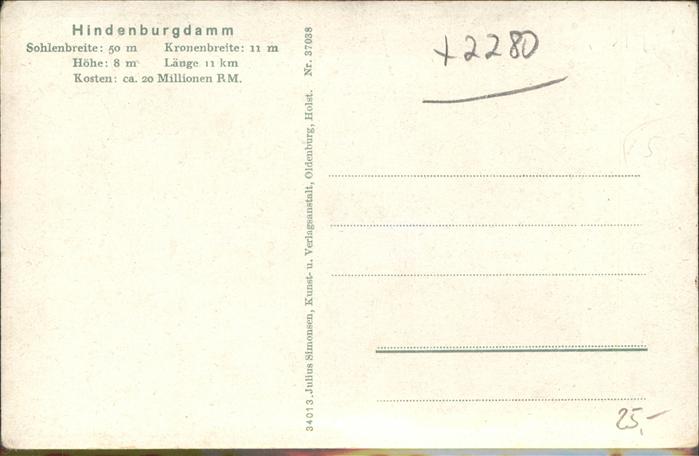 Hindenburgdamm
Sohlenbreite: 50 m Kronenbreite: 11 m
Höhe: 8 m Länge 11 km
Kosten: ca. 20 Millionen RM.
34013. Julius Simonsen, Kunst- u. Verlagsanstalt, Oldenburg, Holst. Nr. 37038
+2280
25,-